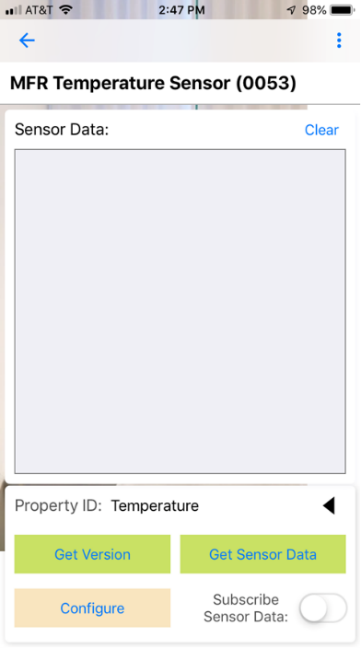 AT&T 2:47 PM 98%
MFR Temperature Sensor (0053)
Sensor Data: Clear
Property ID: Temperature
Get Version Get Sensor Data
Configure Subscribe
Sensor Data: